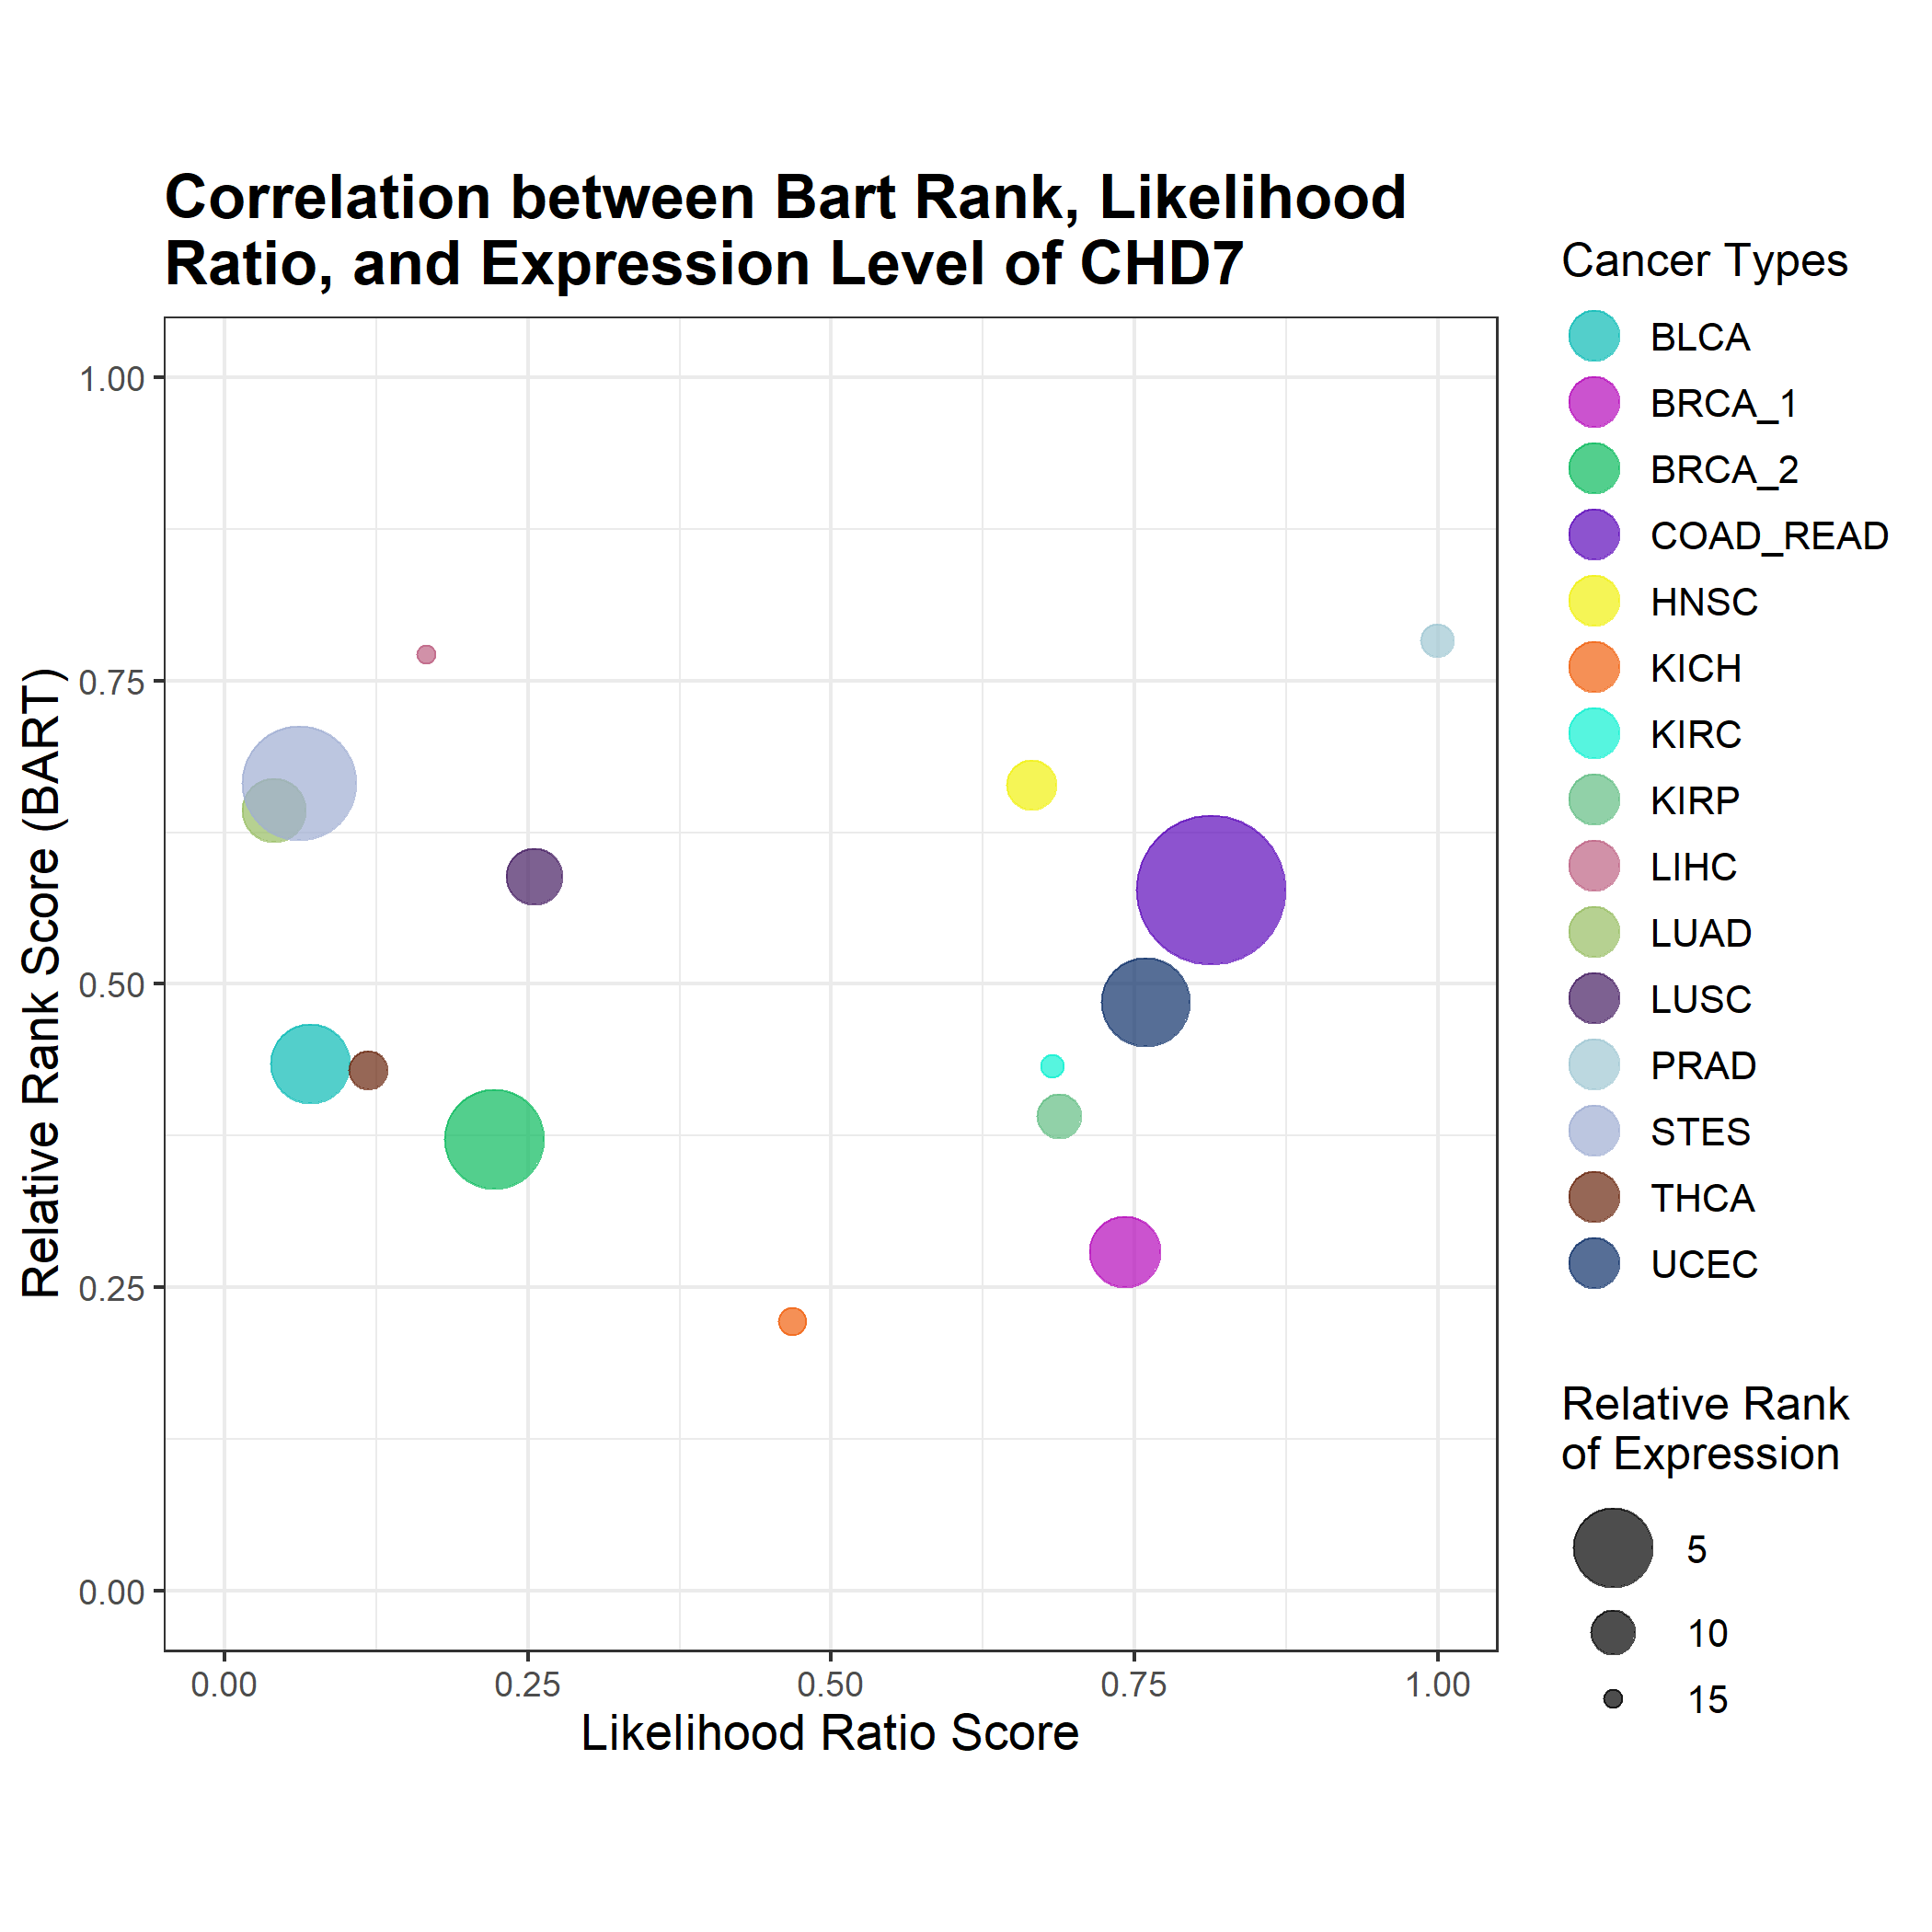 Correlation between Bart Rank, Likelihood
Ratio, and Expression Level of CHD7
Relative Rank Score (BART)
1.00
0.75
0.50
0.25
0.00
0.00
0.25
0.50
0.75
1.00
Likelihood Ratio Score
Cancer Types
BLCA
BRCA_1
BRCA_2
COAD_READ
HNSC
KICH
KIRC
KIRP
LIHC
LUAD
LUSC
PRAD
STES
THCA
UCEC
Relative Rank
of Expression
5
10
15